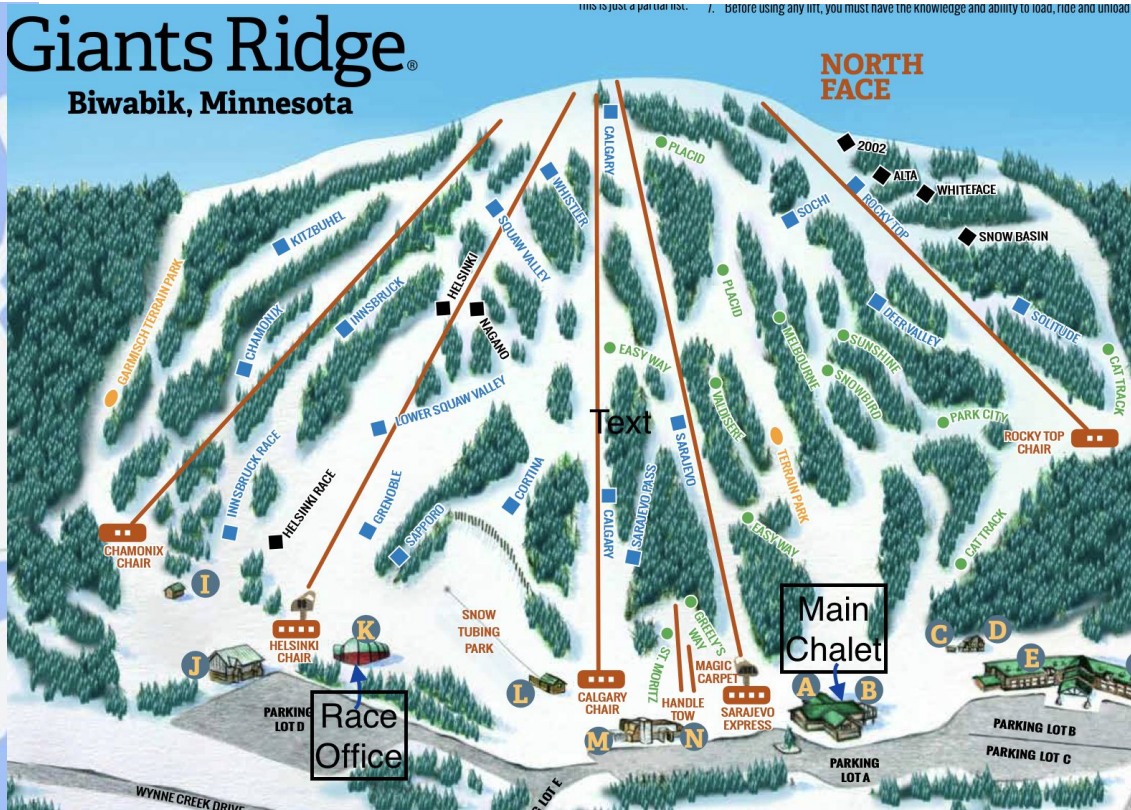 This is just a partial list. 7. Before using any lift, you must have the knowledge and ability to load, ride and unload
Giants Ridge®
Biwabik, Minnesota
NORTH
FACE
CALGARY
PLACID
2002
ALTA
WHITEFACE
ROCKY TOP
SOCHI
SNOW BASIN
WHISTLER
SQUAW VALLEY
KITZBUHEL
HELSINKI
NAGANO
INNSBRUCK
CHAMONIX
GARMISCH TERRAIN PARK
PLACID
MELBOURNE
DEER VALLEY
SOLITUDE
SUNSHINE
SNOWBIRD
CAT TRACK
EASY WAY
VAL D ISERE
PARK CITY
ROCKY TOP
CHAIR
LOWER SQUAW VALLEY
Text
SARAJEVO
TERRAIN PARK
INNSBRUCK RACE
HELSINKI RACE
GRENOBLE
SAPPORO
CORTINA
CALGARY
SARAJEVO PASS
EASY WAY
CAT TRACK
CHAMONIX
CHAIR
I
HELSINKI
CHAIR
K
J
SNOW
TUBING
PARK
L
CALGARY
CHAIR
ST. MORITZ
GREELY'S
WAY
MAGIC
CARPET
HANDLE
TOW
SARAJEVO
EXPRESS
Main
Chalet
A
B
C
D
E
M
N
PARKING
LOT D
Race
Office
PARKING LOT B
PARKING LOT C
PARKING
LOT A
WYNNE CREEK DRIVE
LOT E